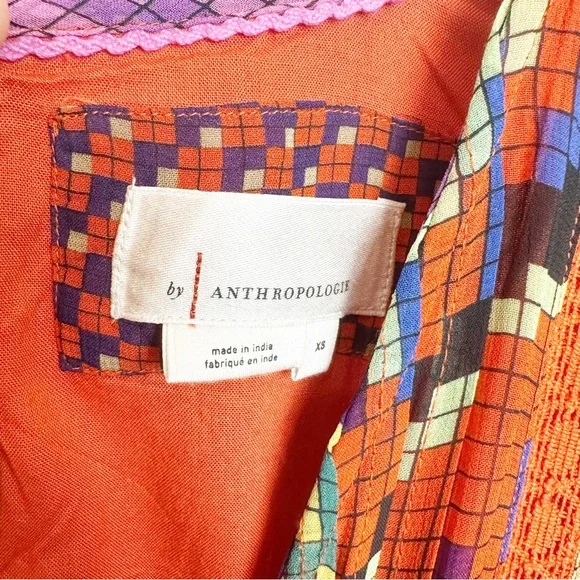 by ANTHROPOLOGIE
made in india
fabriqué en inde
XS